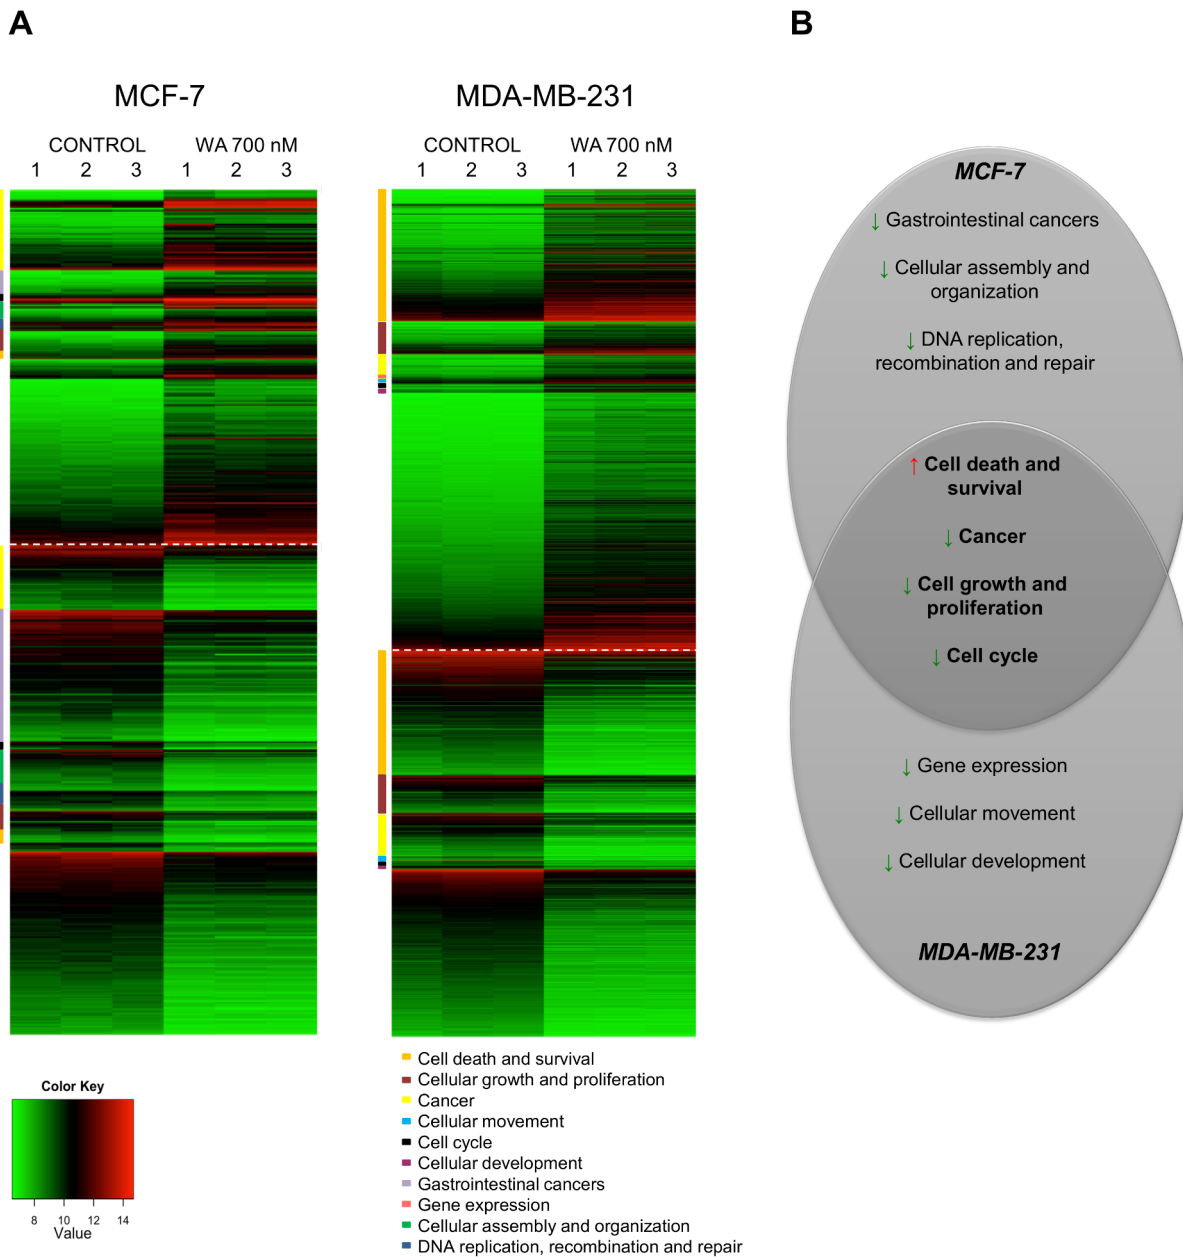 A
B
MCF-7
MDA-MB-231
CONTROL
WA 700 nM
1 2 3 1 2 3
CONTROL
WA 700 nM
1 2 3 1 2 3
MCF-7
↓ Gastrointestinal cancers
↓ Cellular assembly and
organization
↓ DNA replication,
recombination and repair
↑ Cell death and
survival
↓ Cancer
↓ Cell growth and
proliferation
↓ Cell cycle
↓ Gene expression
↓ Cellular movement
↓ Cellular development
MDA-MB-231
Color Key
8 10 12 14
Value
Cell death and survival
Cellular growth and proliferation
Cancer
Cellular movement
Cell cycle
Cellular development
Gastrointestinal cancers
Gene expression
Cellular assembly and organization
DNA replication, recombination and repair